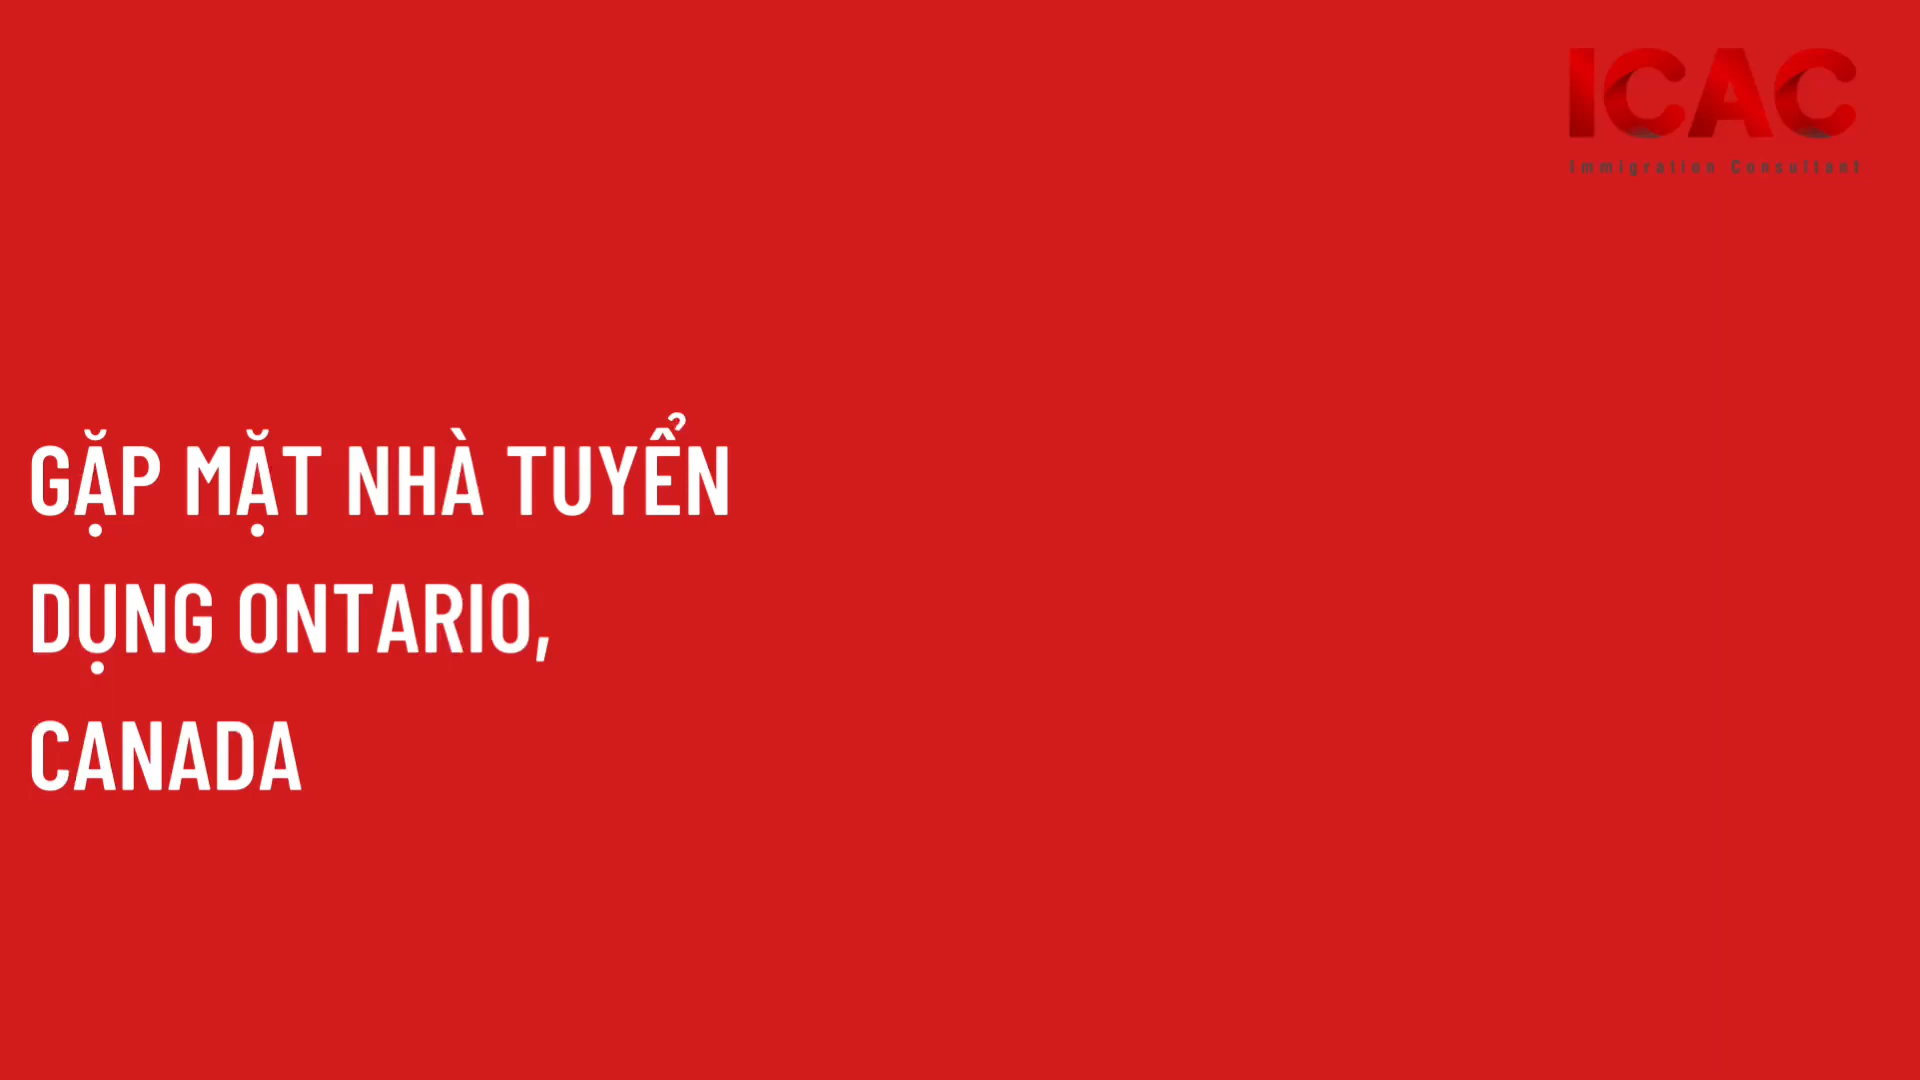 ICAC
Immigration Consultant
GẶP MẶT NHÀ TUYỂN
DỤNG ONTARIO,
CANADA